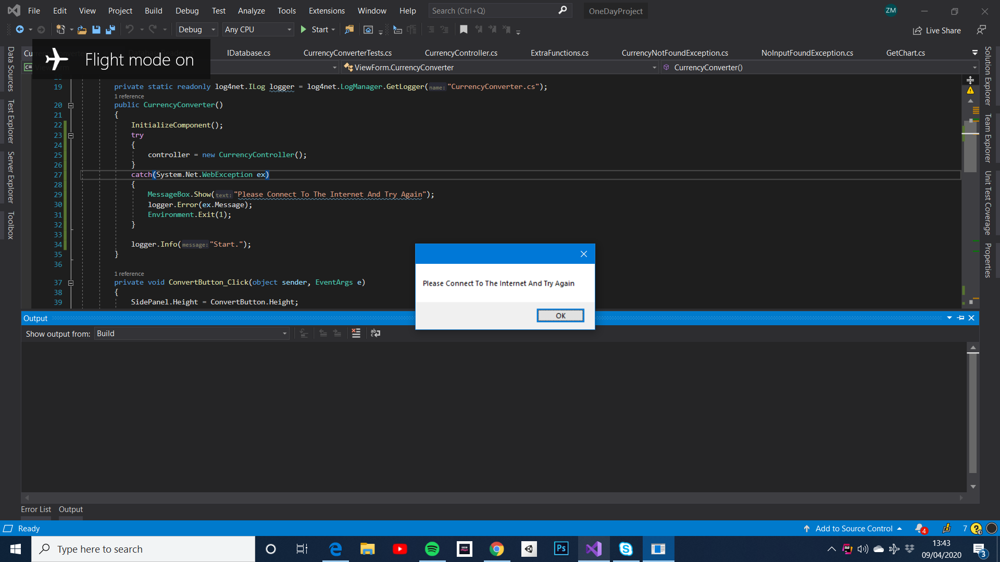 File Edit View Project Build Debug Test Analyze Tools Extensions Window Help Search (Ctrl+Q) OneDayProject ZM
Debug Any CPU Start Live Share
Flight mode on
IDatabase.cs CurrencyConverterTests.cs CurrencyController.cs ExtraFunctions.cs CurrencyNotFoundException.cs NoInputFoundException.cs GetChart.cs
ViewForm.CurrencyConverter CurrencyConverter()
Data Sources
Test Explorer
Server Explorer
Toolbox
19 private static readonly log4net.ILog logger = log4net.LogManager.GetLogger(name: "CurrencyConverter.cs");
1 reference
20 public CurrencyConverter()
21 {
22 InitializeComponent();
23 try
24 {
25 controller = new CurrencyController();
26 }
27 catch(System.Net.WebException ex)
28 {
29 MessageBox.Show(text: "Please Connect To The Internet And Try Again");
30 logger.Error(ex.Message);
31 Environment.Exit(1);
32 }
33
34 logger.Info(message: "Start.");
35 }
36
1 reference
37 private void ConvertButton_Click(object sender, EventArgs e)
38 {
39 SidePanel.Height = ConvertButton.Height;
Solution Explorer
Team Explorer
Unit Test Coverage
Properties
Please Connect To The Internet And Try Again
OK
Output
Show output from: Build
Error List Output
Ready Add to Source Control 4 7
Type here to search
Ps
13:43
09/04/2020
3